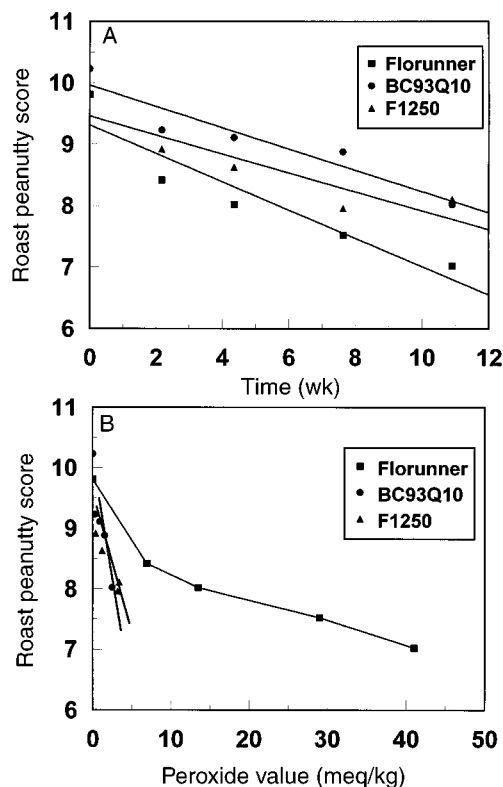 A
Roast peanutty score
11
10
9
8
7
6
Florunner
BC93Q10
F1250
0 2 4 6 8 10 12
Time (wk)
B
Roast peanutty score
11
10
9
8
7
6
Florunner
BC93Q10
F1250
0 10 20 30 40 50
Peroxide value (meq/kg)